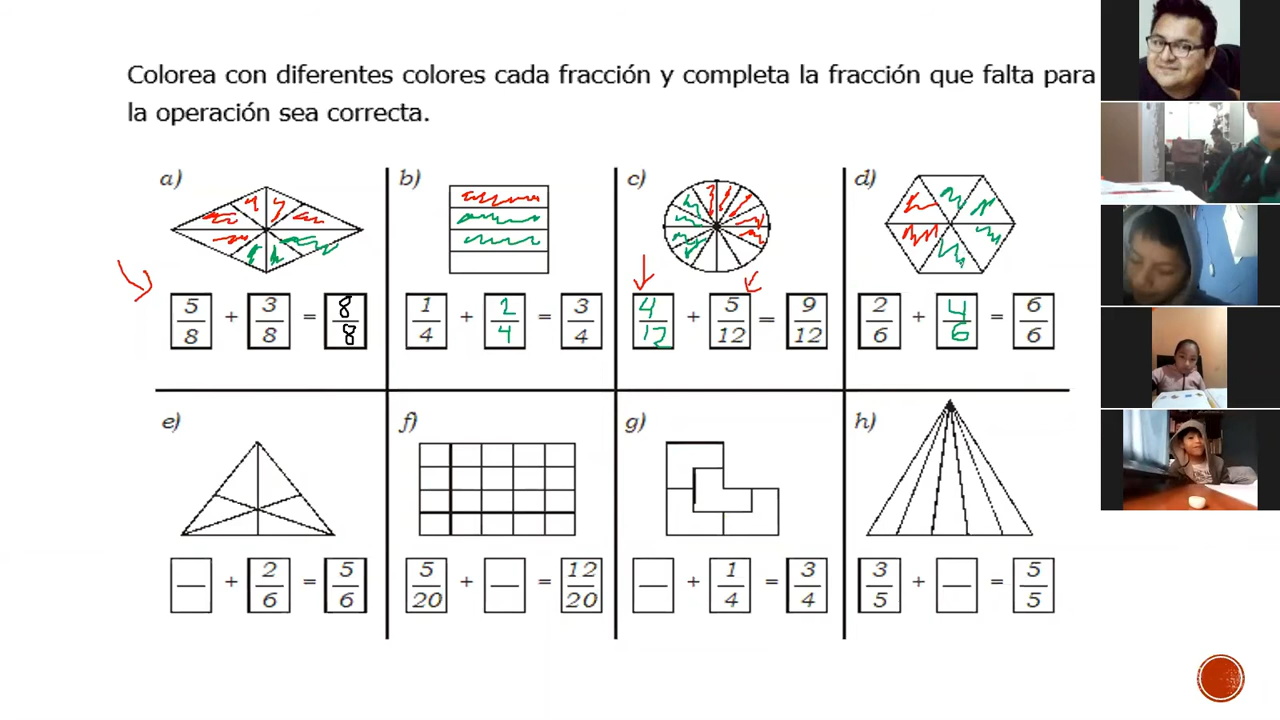 Colorea con diferentes colores cada fracción y completa la fracción que falta para
la operación sea correcta.
a) b) c) d)
5/8 + 3/8 = 8/8
1/4 + 2/4 = 3/4
4/12 + 5/12 = 9/12
2/6 + 4/6 = 6/6
e) f) g) h)
— + 2/6 = 5/6
5/20 + — = 12/20
— + 1/4 = 3/4
3/5 + — = 5/5